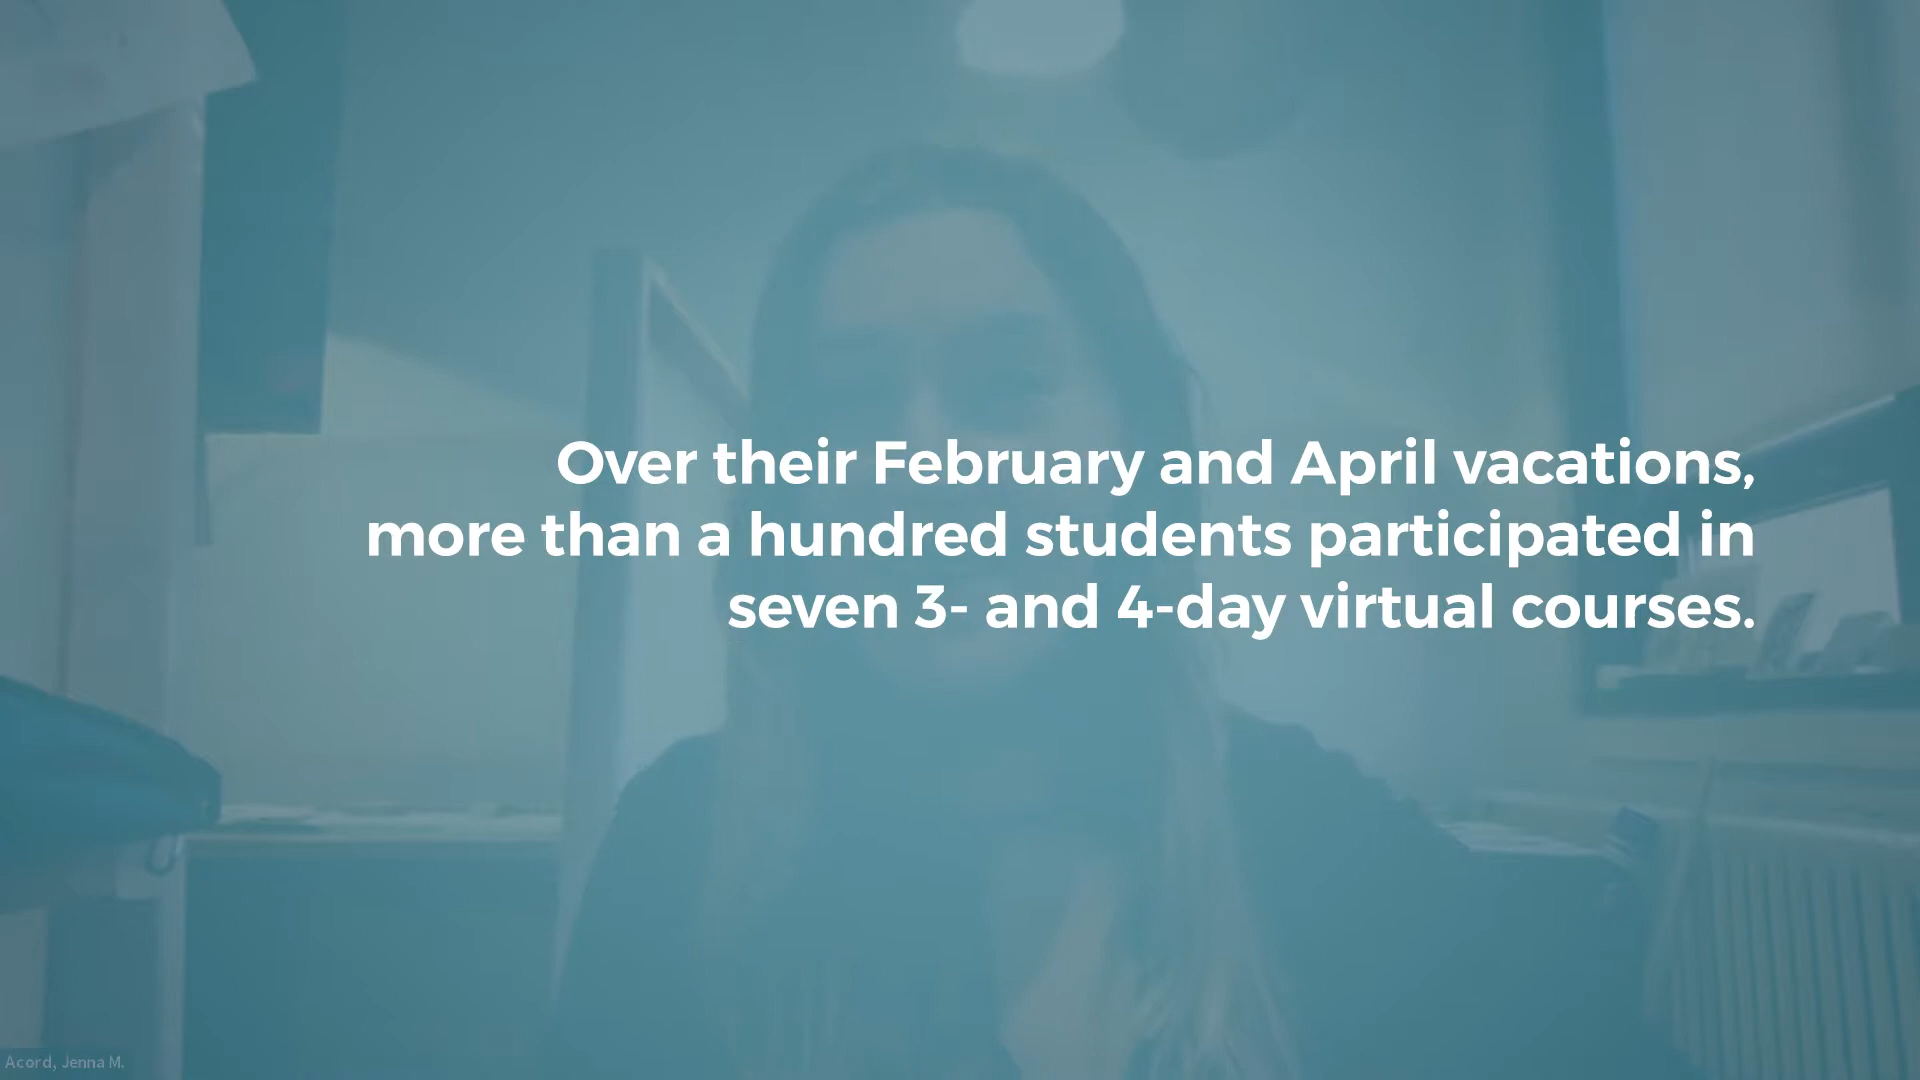 Over their February and April vacations,
more than a hundred students participated in
seven 3- and 4-day virtual courses.
Acord, Jenna M.